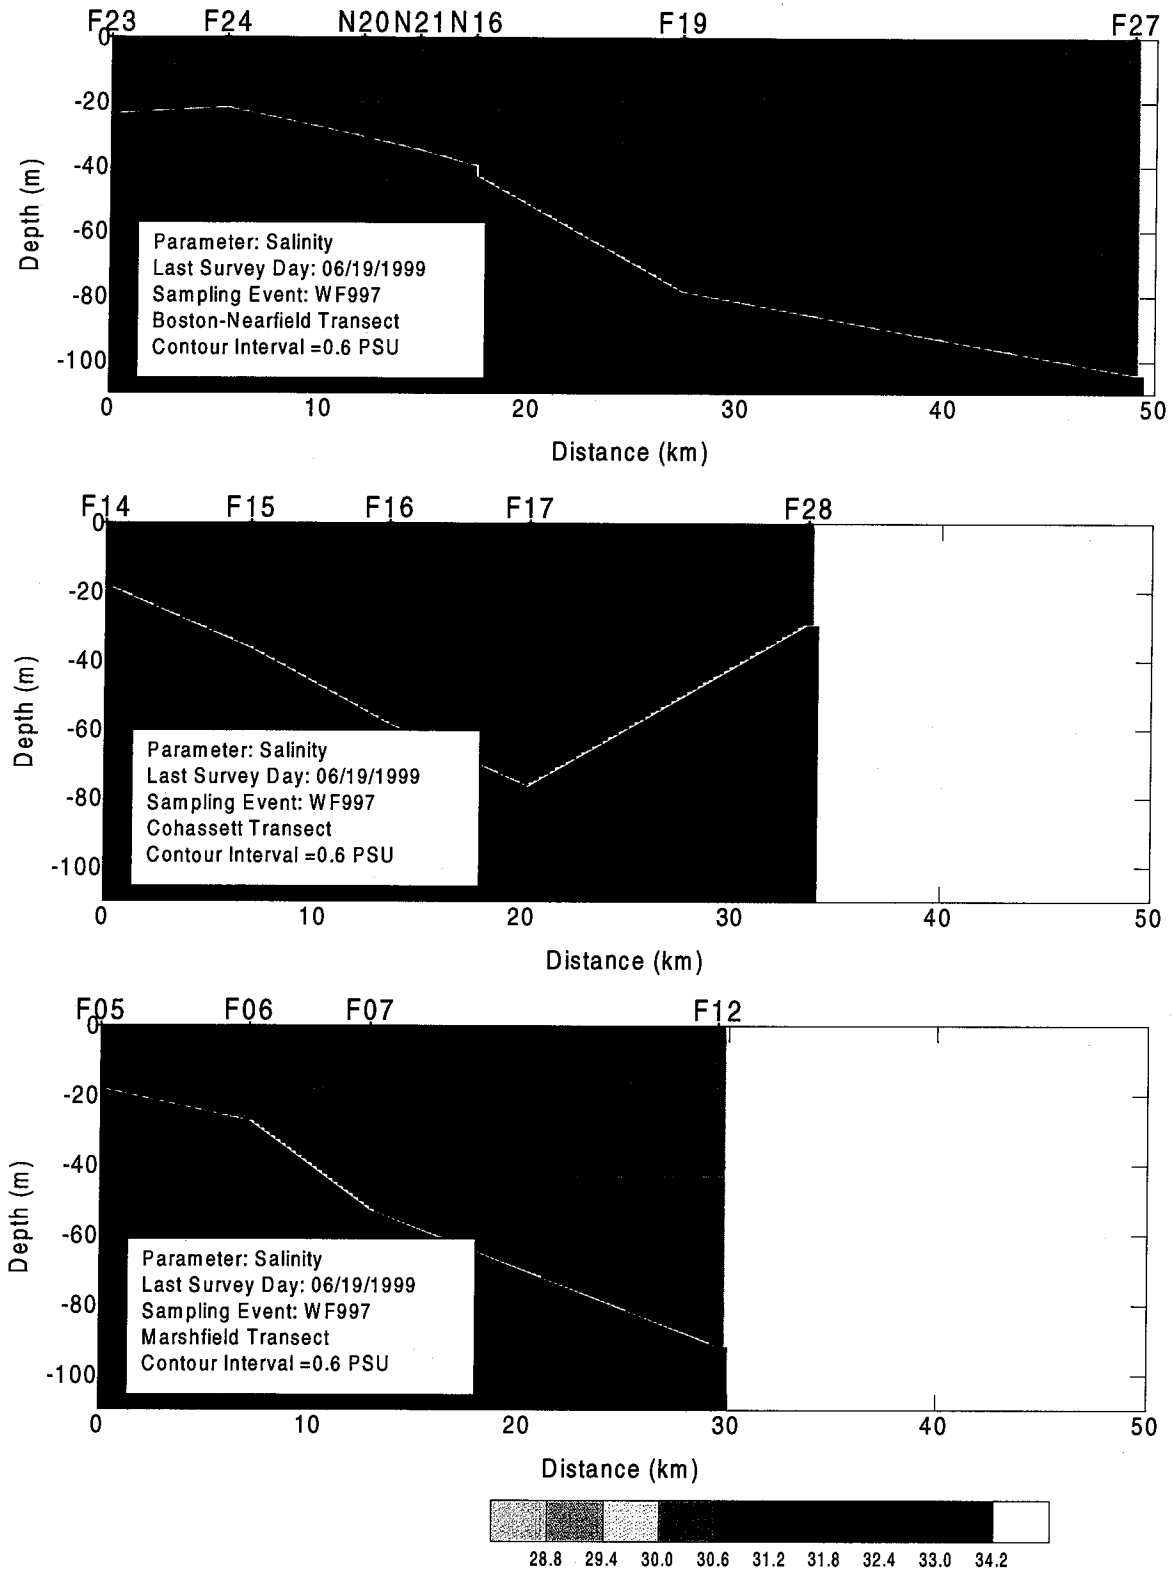 F23 F24 N20 N21 N16 F19 F27
0
-20
-40
-60
-80
-100
Depth (m)
Parameter: Salinity
Last Survey Day: 06/19/1999
Sampling Event: WF997
Boston-Nearfield Transect
Contour Interval =0.6 PSU
0 10 20 30 40 50
Distance (km)
F14 F15 F16 F17 F28
0
-20
-40
-60
-80
-100
Depth (m)
Parameter: Salinity
Last Survey Day: 06/19/1999
Sampling Event: WF997
Cohassett Transect
Contour Interval =0.6 PSU
0 10 20 30 40 50
Distance (km)
F05 F06 F07 F12
0
-20
-40
-60
-80
-100
Depth (m)
Parameter: Salinity
Last Survey Day: 06/19/1999
Sampling Event: WF997
Marshfield Transect
Contour Interval =0.6 PSU
0 10 20 30 40 50
Distance (km)
28.8 29.4 30.0 30.6 31.2 31.8 32.4 33.0 34.2